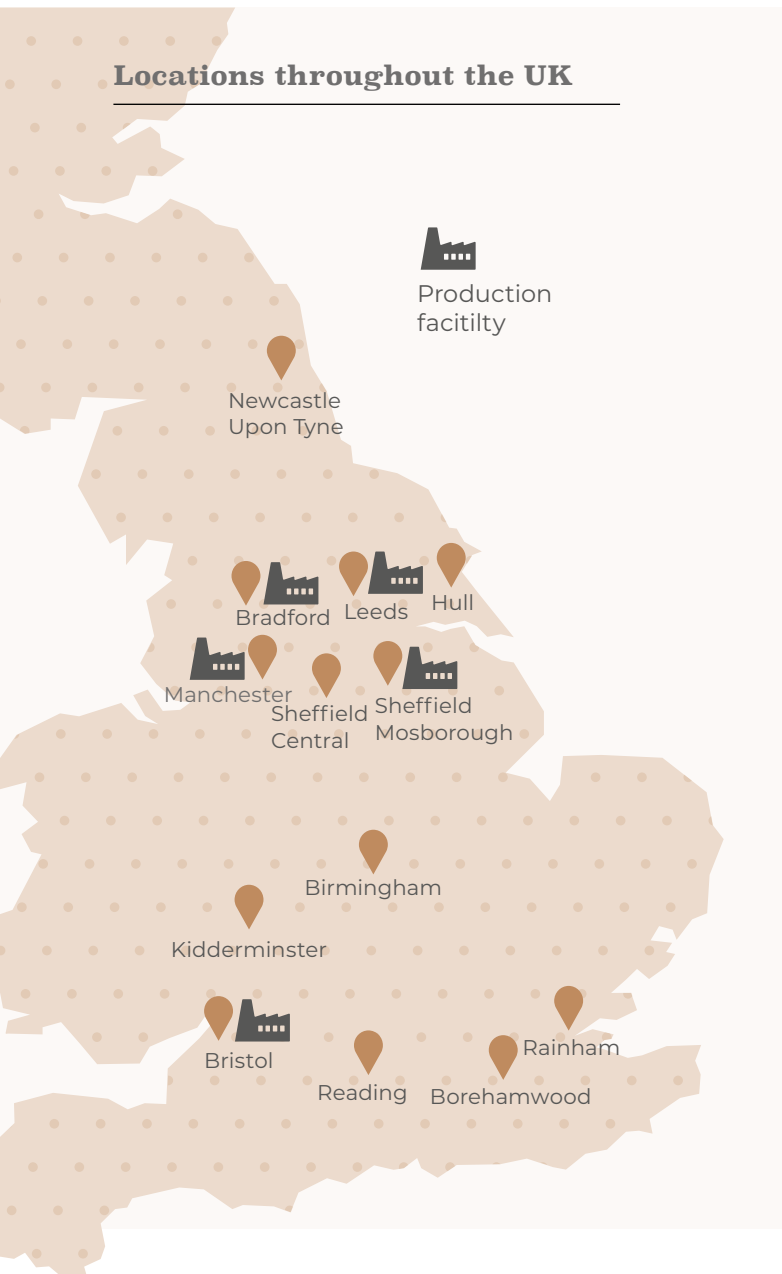 Locations throughout the UK
Production
facitilty
Newcastle
Upon Tyne
Bradford
Leeds
Hull
Manchester
Sheffield
Central
Sheffield
Mosborough
Birmingham
Kidderminster
Bristol
Rainham
Reading
Borehamwood